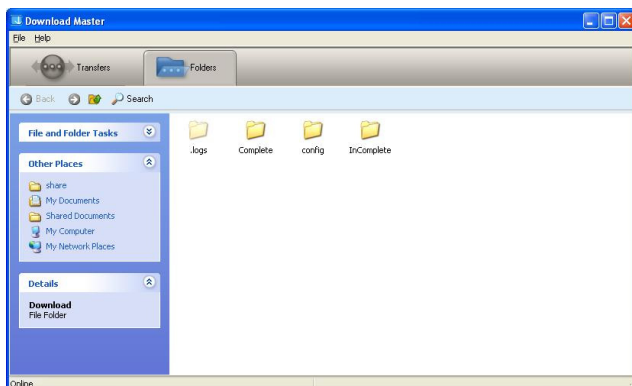 Download Master
File Help
Transfers
Folders
Back
Search
File and Folder Tasks
Other Places
share
My Documents
Shared Documents
My Computer
My Network Places
Details
Download
File Folder
.logs
Complete
config
InComplete
Online